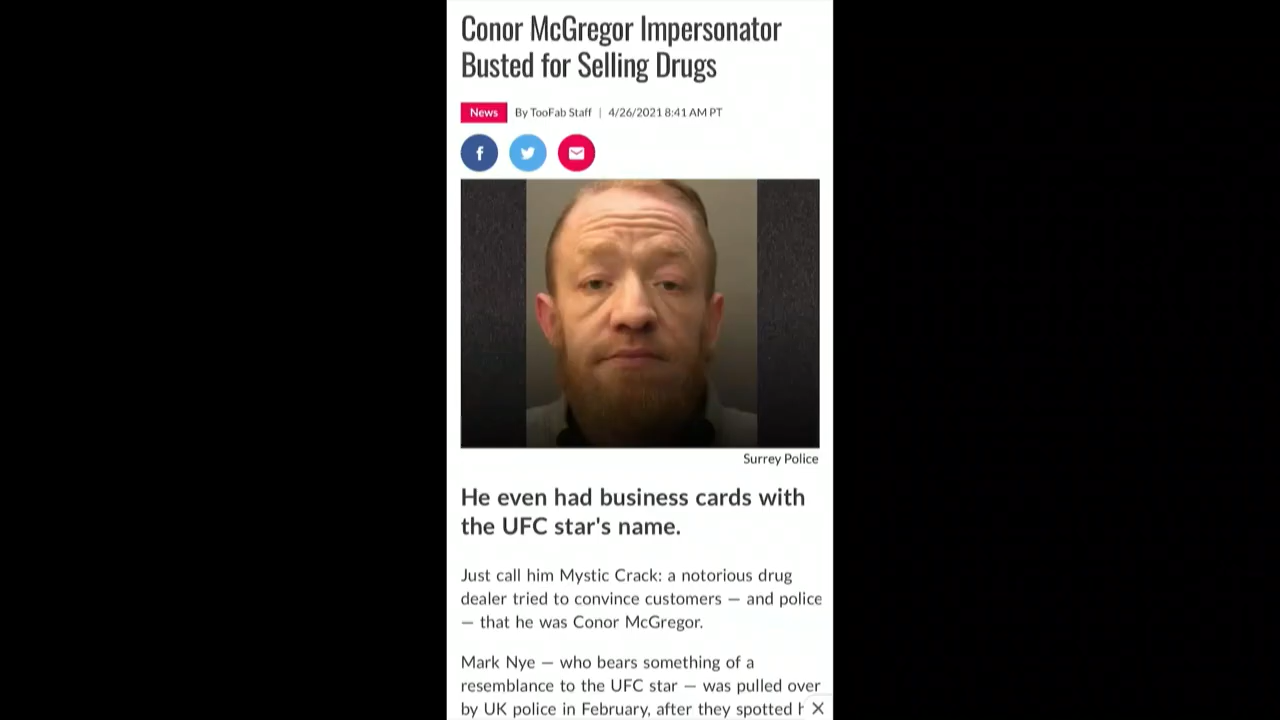 Conor McGregor Impersonator
Busted for Selling Drugs
News By TooFab Staff | 4/26/2021 8:41 AM PT
f
Surrey Police
He even had business cards with
the UFC star's name.
Just call him Mystic Crack: a notorious drug
dealer tried to convince customers — and police
— that he was Conor McGregor.
Mark Nye — who bears something of a
resemblance to the UFC star — was pulled over
by UK police in February, after they spotted